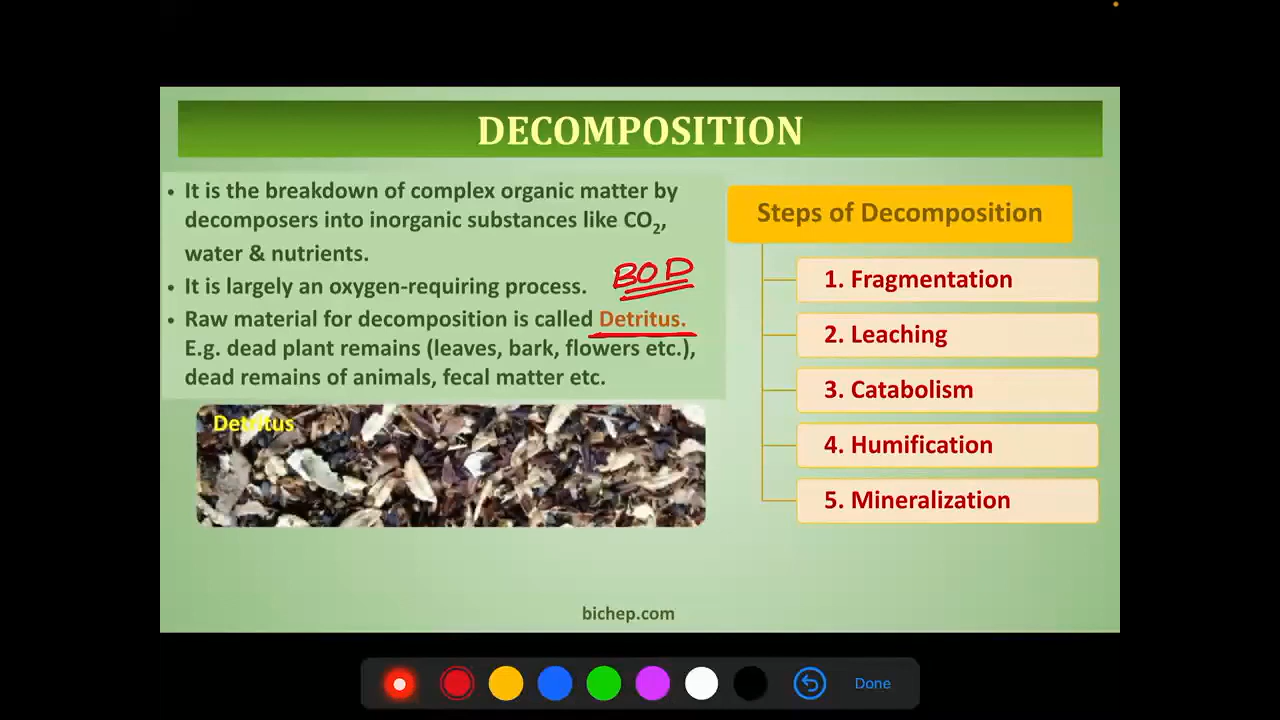 DECOMPOSITION
• It is the breakdown of complex organic matter by
decomposers into inorganic substances like CO₂,
water & nutrients.
• It is largely an oxygen-requiring process.
BOD
• Raw material for decomposition is called Detritus.
E.g. dead plant remains (leaves, bark, flowers etc.),
dead remains of animals, fecal matter etc.
Detritus
Steps of Decomposition
1. Fragmentation
2. Leaching
3. Catabolism
4. Humification
5. Mineralization
bichep.com
Done